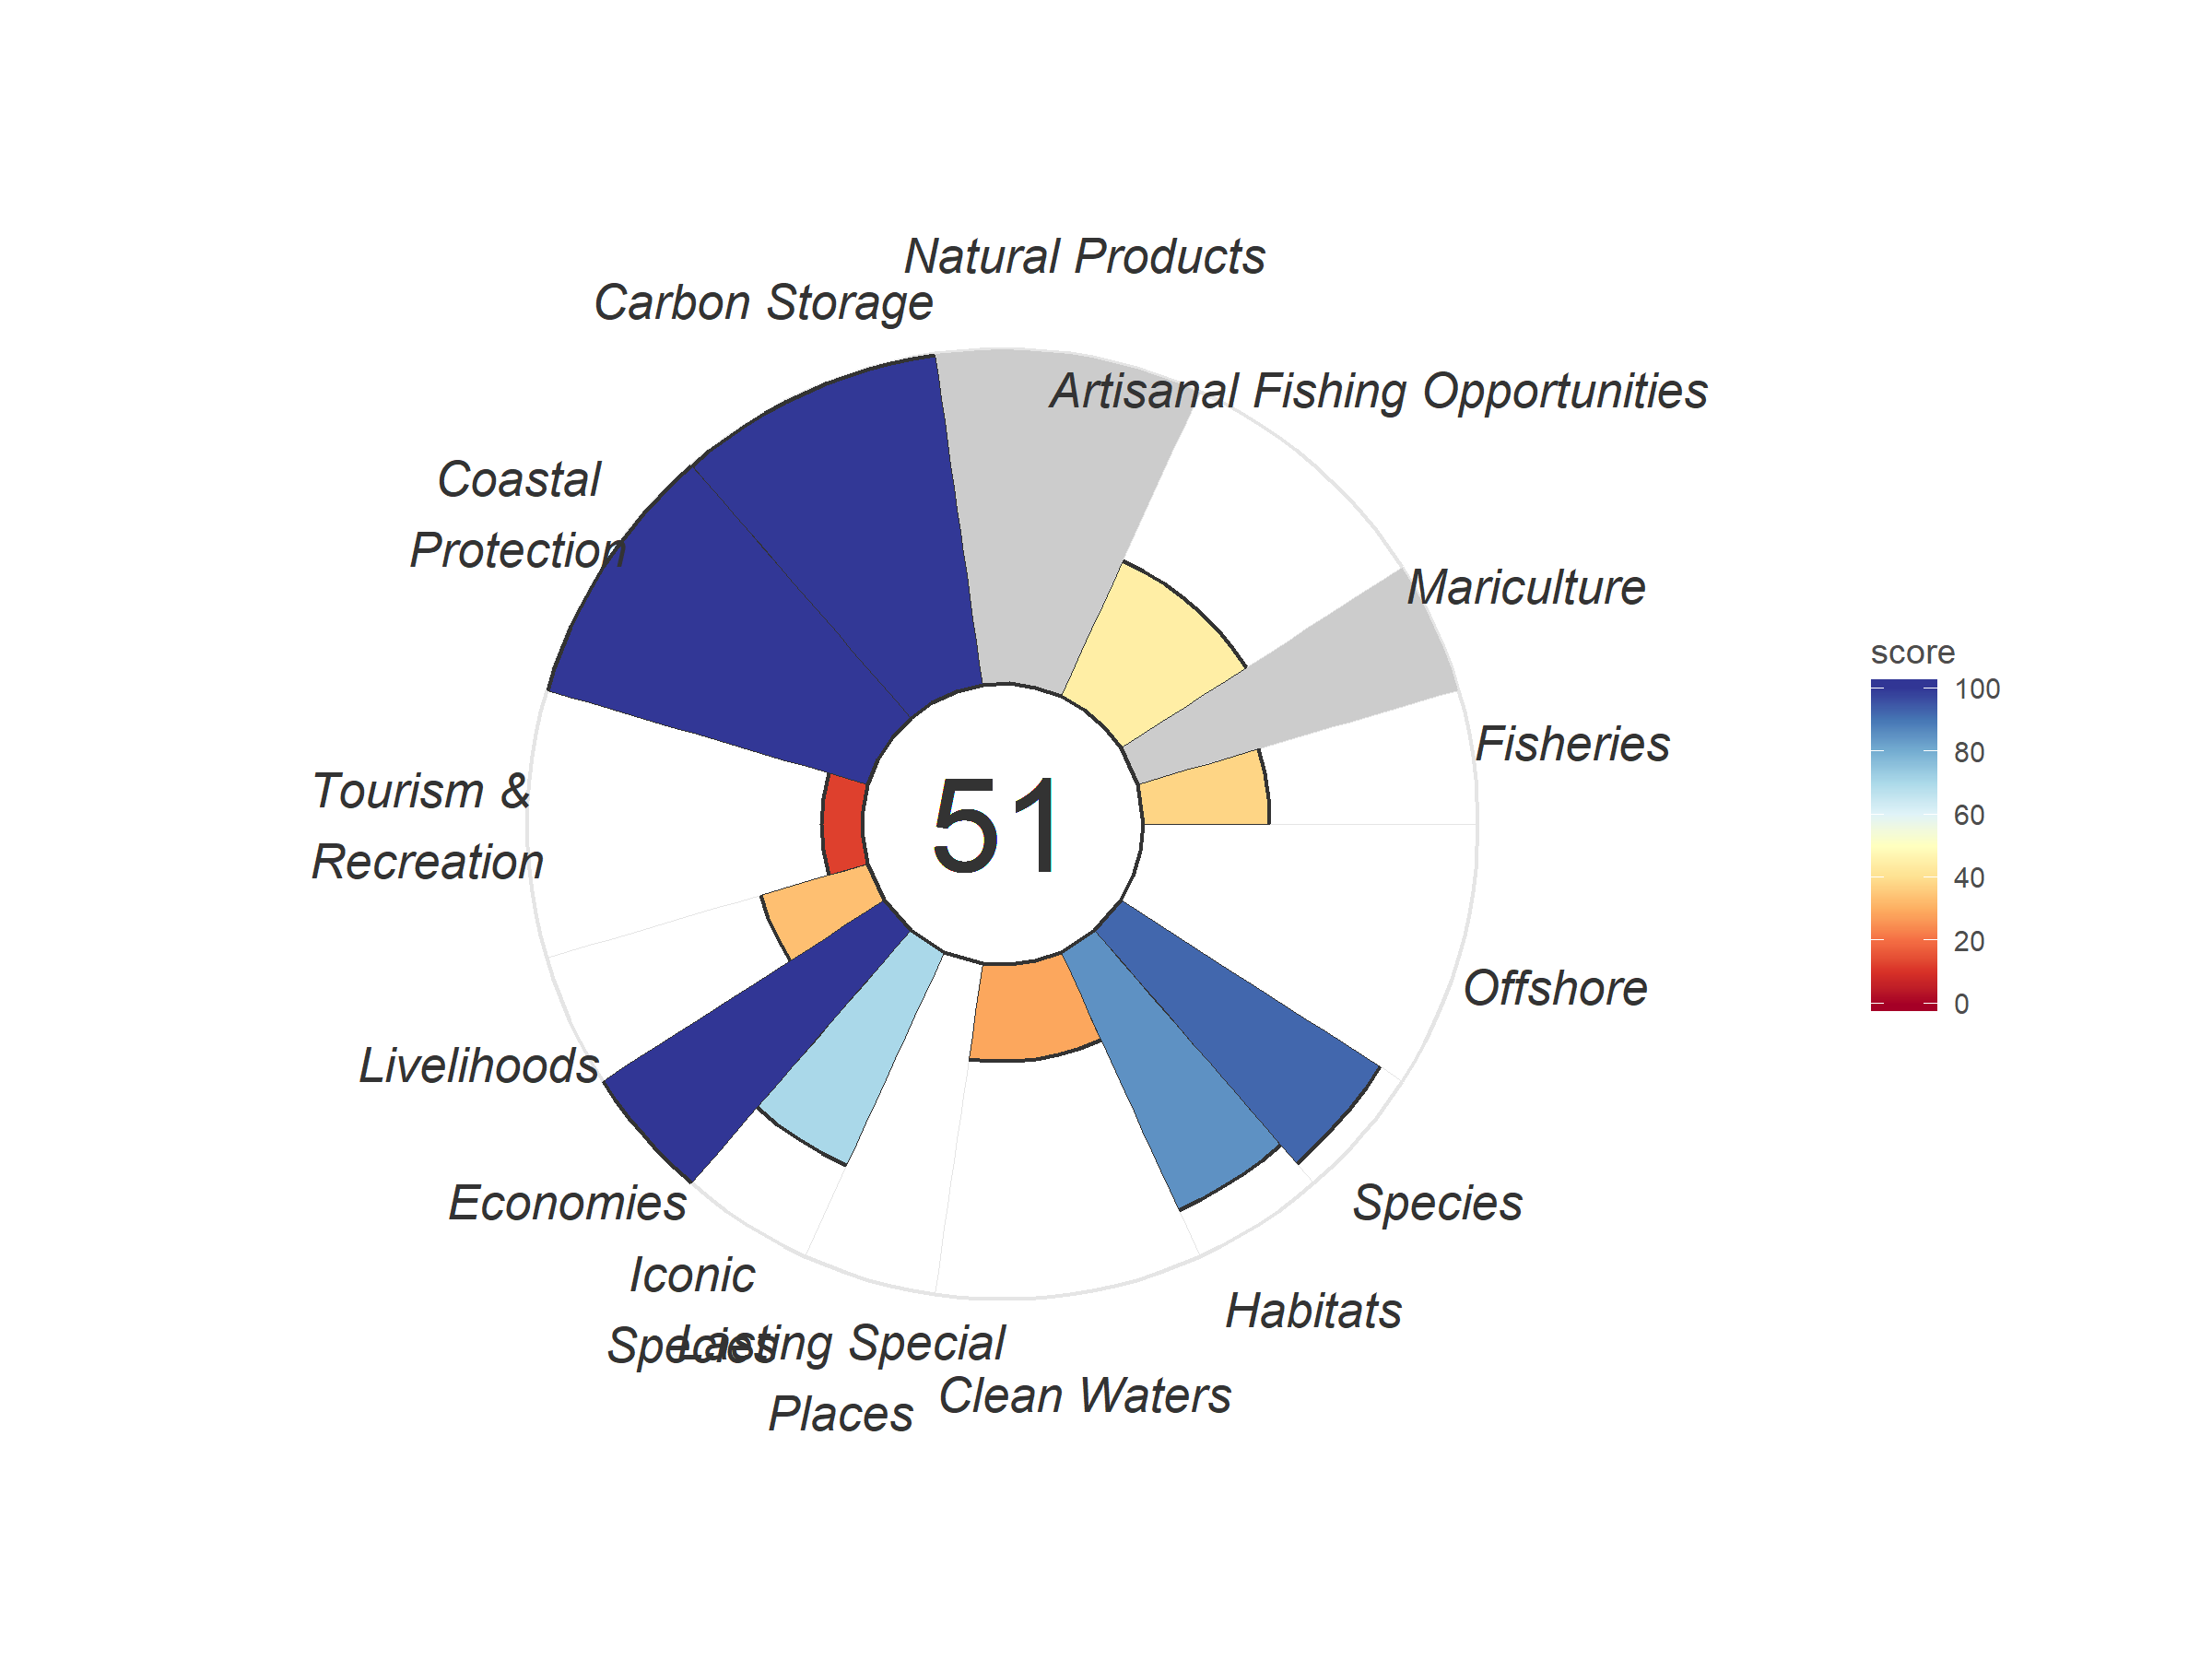 Natural Products
Carbon Storage
Artisanal Fishing Opportunities
Coastal
Protection
Mariculture
Fisheries
Tourism &
Recreation
51
Offshore
Livelihoods
Economies
Species
Iconic
Species
Habitats
Lasting Special
Places
Clean Waters
score
100
80
60
40
20
0